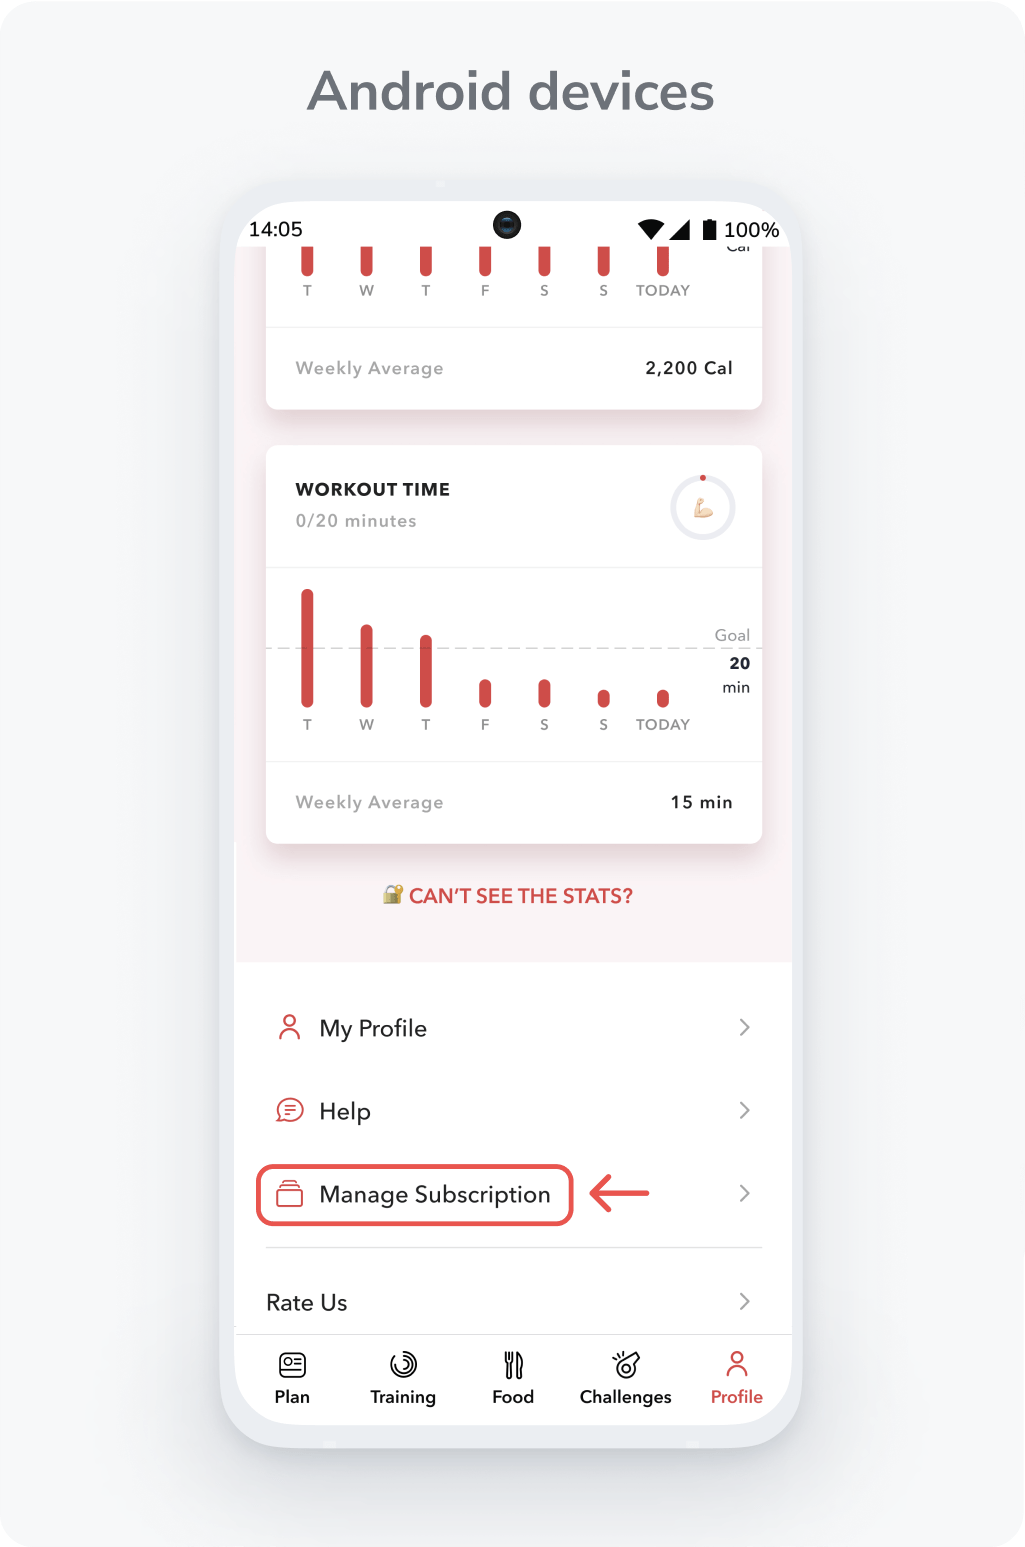 Android devices
14:05 100%
Cal
T W T F S S TODAY
Weekly Average 2,200 Cal
WORKOUT TIME
0/20 minutes
Goal
20
min
T W T F S S TODAY
Weekly Average 15 min
CAN'T SEE THE STATS?
My Profile
Help
Manage Subscription
Rate Us
Plan Training Food Challenges Profile